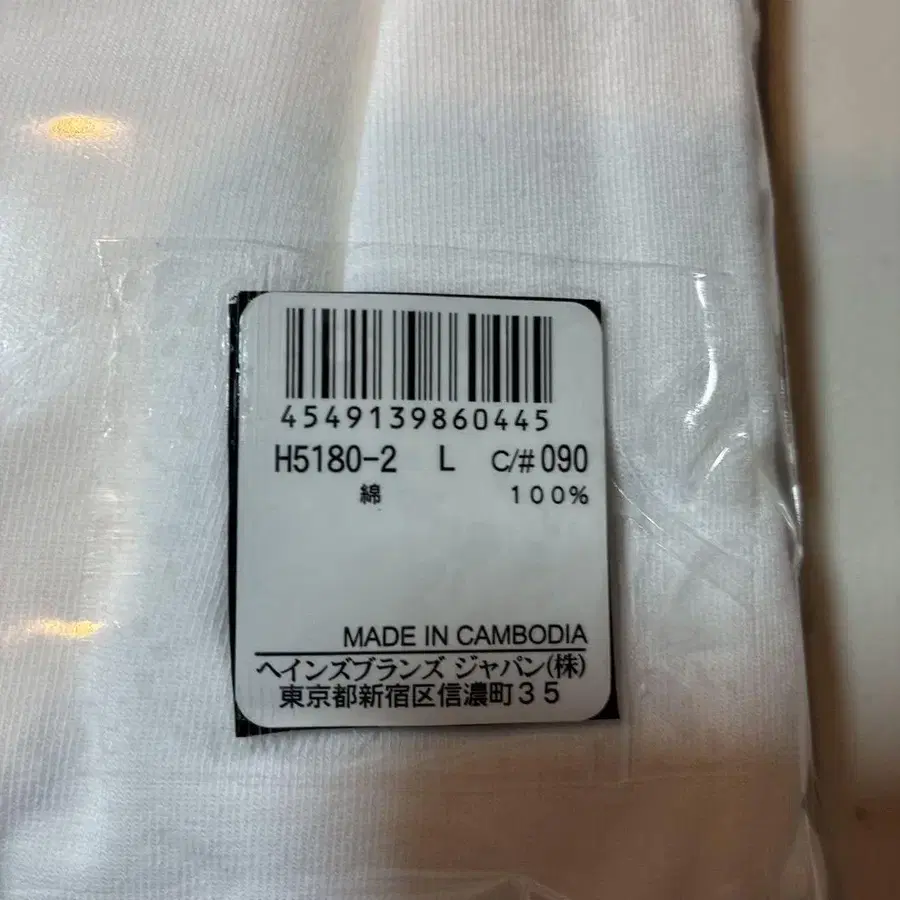 4549139860445
H5180-2 L C/#090
綿 100%
MADE IN CAMBODIA
ヘインズブランズ ジャパン(株)
東京都新宿区信濃町35